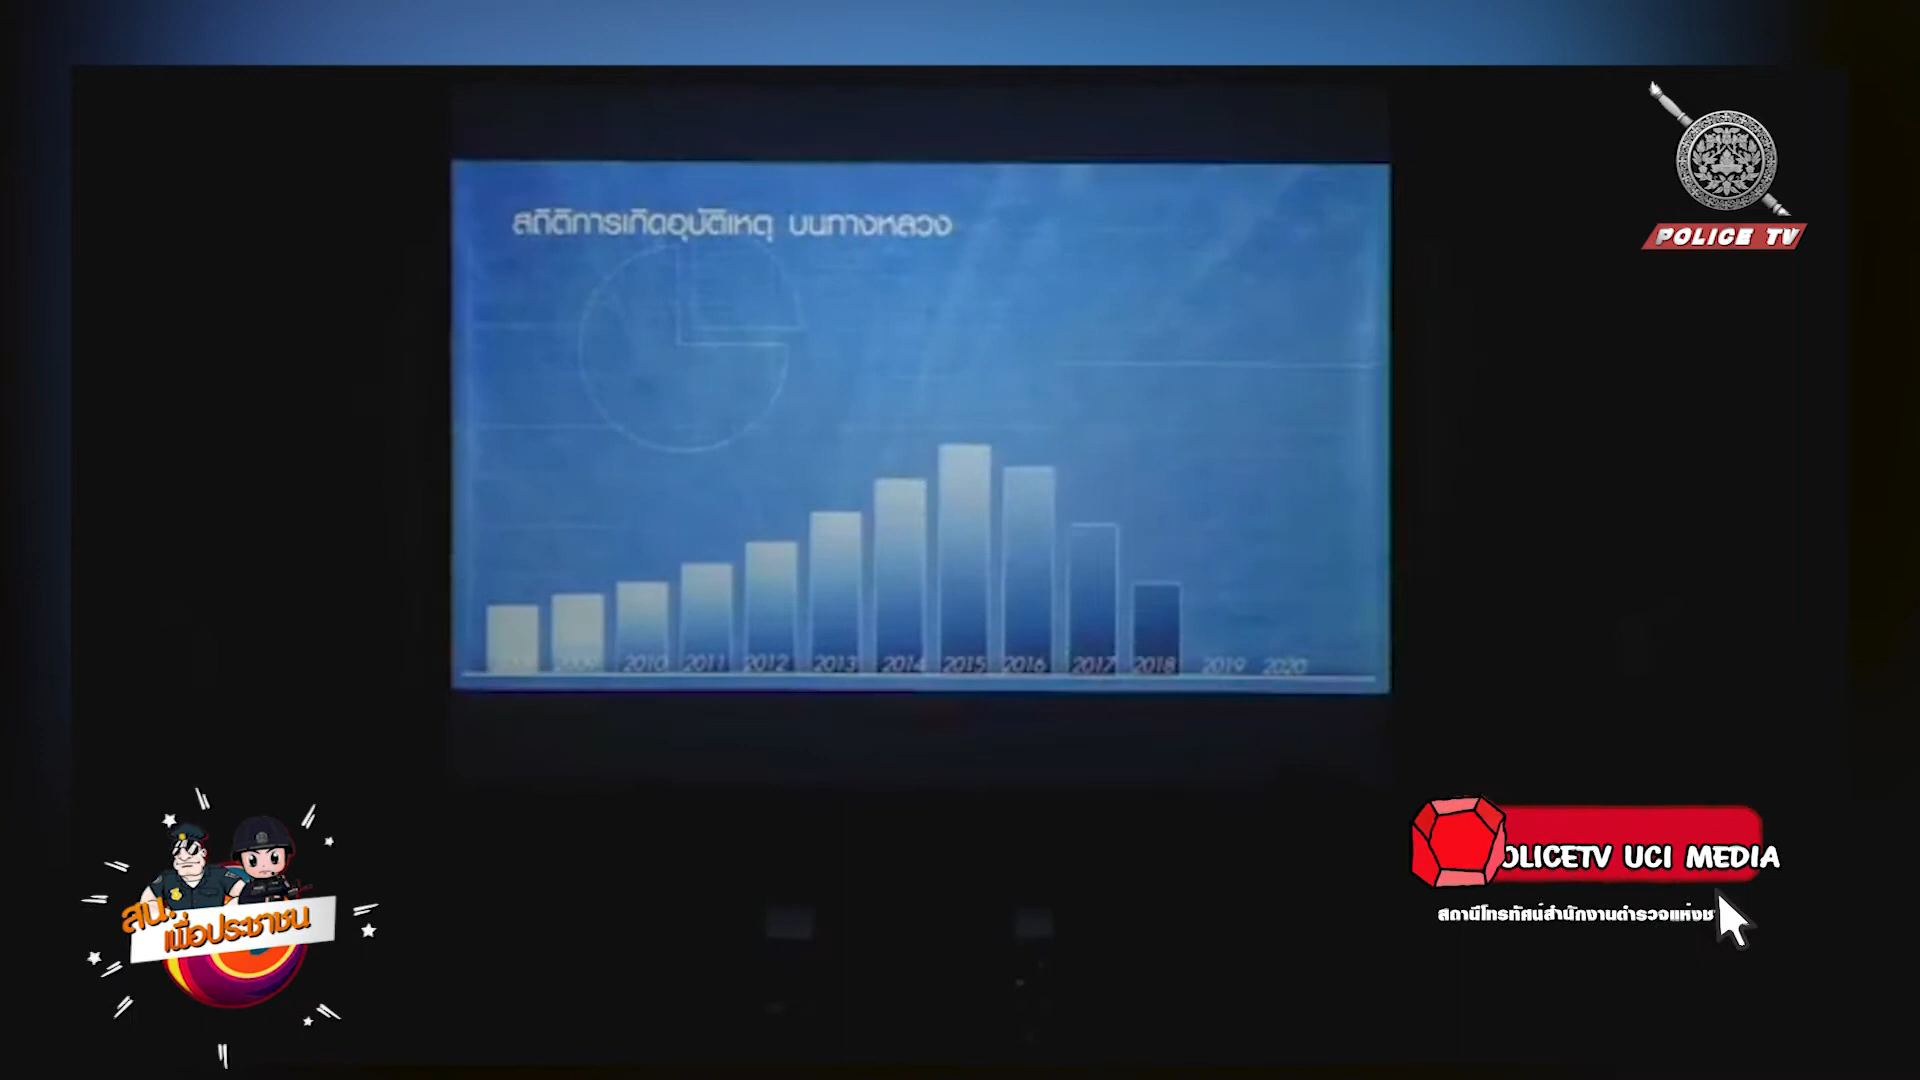 สถิติการเกิดอุบัติเหตุ บนทางหลวง
POLICE TV
2009 2010 2011 2012 2013 2014 2015 2016 2017 2018 2019 2020
สน.
เพื่อประชาชน
OLICETV UCI MEDIA
สถานีโทรทัศน์สำนักงานตำรวจแห่งช